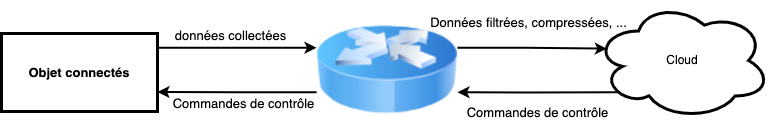 Données filtrées, compressées, ...
données collectées
Objet connectés
Cloud
Commandes de contrôle
Commandes de contrôle